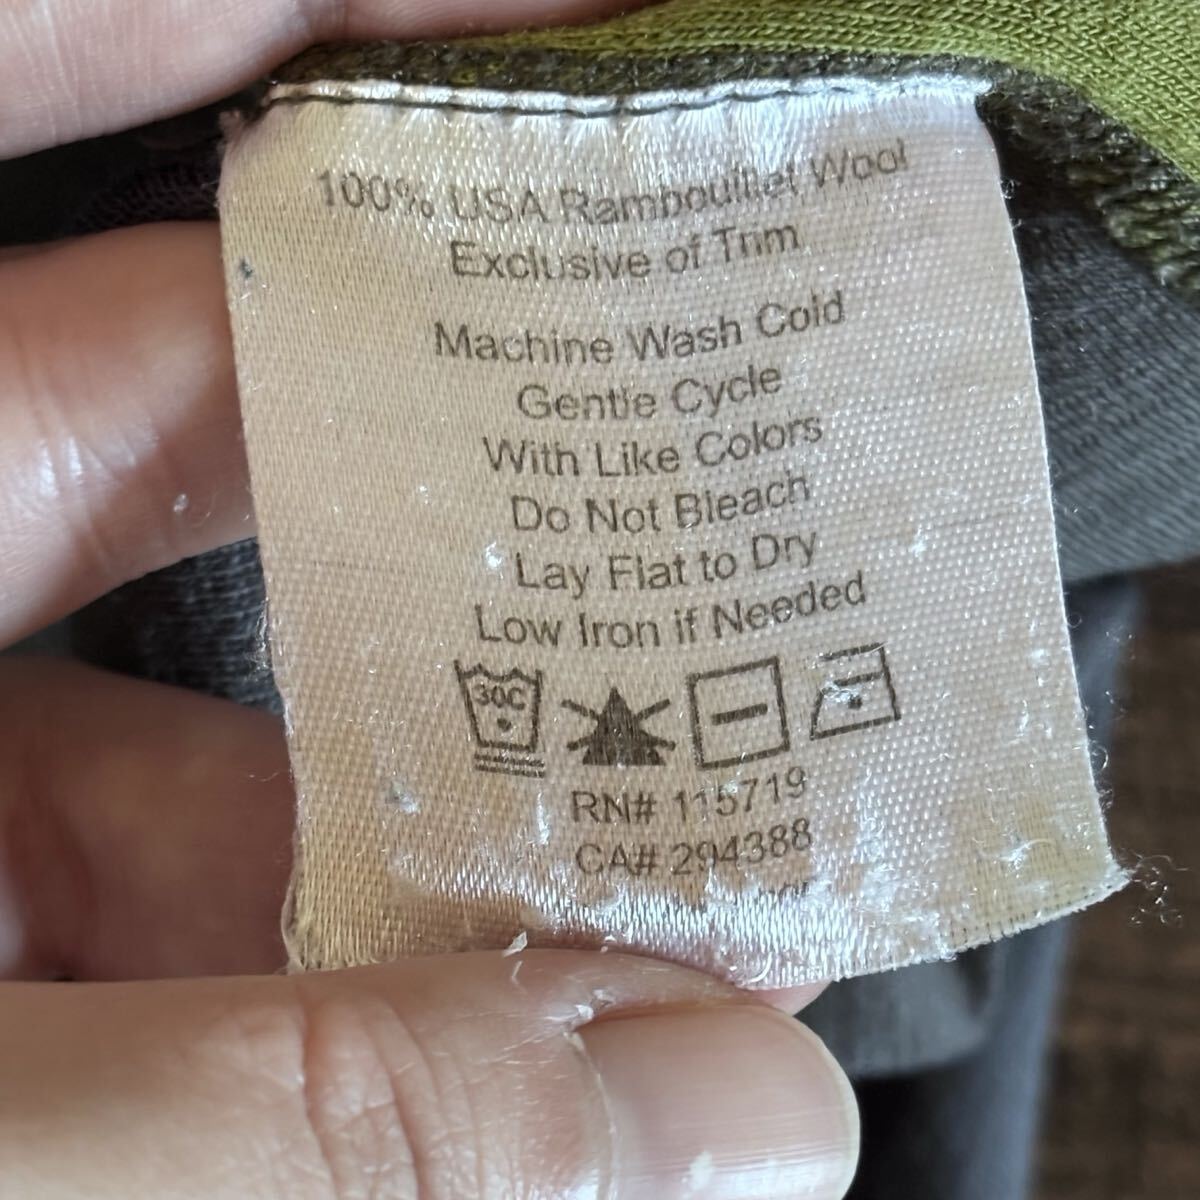 100% USA Rambouillet Wool
Exclusive of Trim
Machine Wash Cold
Gentle Cycle
With Like Colors
Do Not Bleach
Lay Flat to Dry
Low Iron if Needed
30C
RN# 115719
CA# 294388